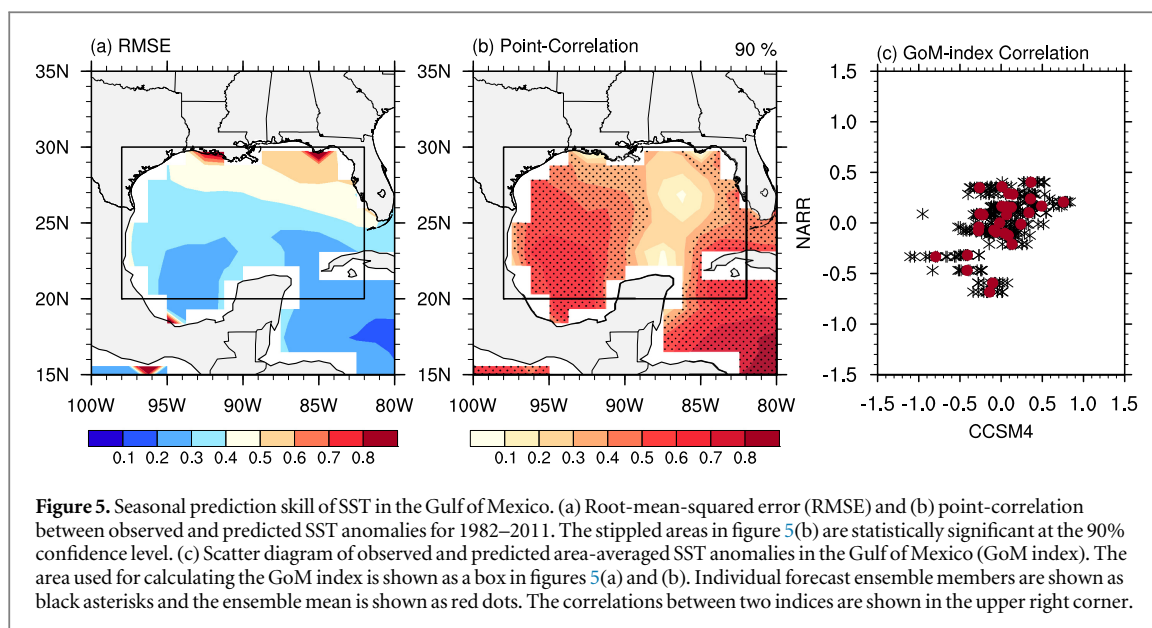 (a) RMSE
(b) Point-Correlation 90 %
(c) GoM-index Correlation
35N
30N
25N
20N
15N
100W 95W 90W 85W 80W
0.1 0.2 0.3 0.4 0.5 0.6 0.7 0.8
35N
30N
25N
20N
15N
100W 95W 90W 85W 80W
0.1 0.2 0.3 0.4 0.5 0.6 0.7 0.8
NARR
1.5
1.0
0.5
0.0
-0.5
-1.0
-1.5
-1.5 -1.0 -0.5 0.0 0.5 1.0 1.5
CCSM4
Figure 5. Seasonal prediction skill of SST in the Gulf of Mexico. (a) Root-mean-squared error (RMSE) and (b) point-correlation
between observed and predicted SST anomalies for 1982–2011. The stippled areas in figure 5(b) are statistically significant at the 90%
confidence level. (c) Scatter diagram of observed and predicted area-averaged SST anomalies in the Gulf of Mexico (GoM index). The
area used for calculating the GoM index is shown as a box in figures 5(a) and (b). Individual forecast ensemble members are shown as
black asterisks and the ensemble mean is shown as red dots. The correlations between two indices are shown in the upper right corner.